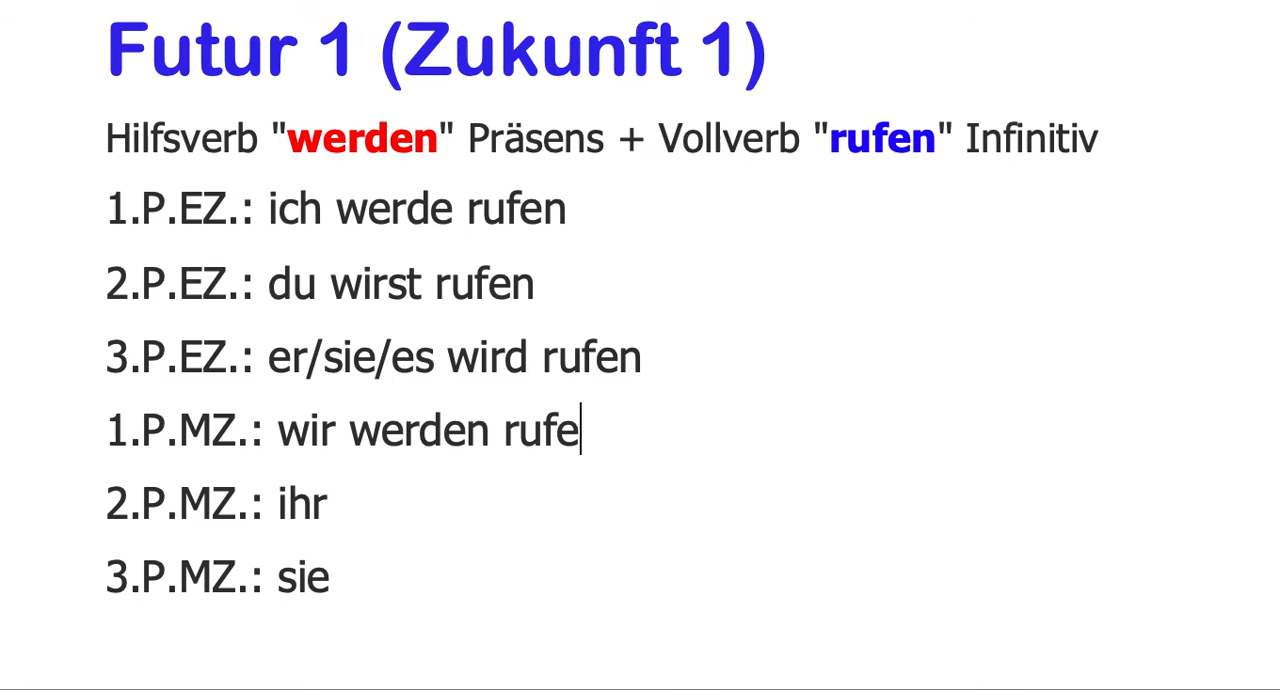 Futur 1 (Zukunft 1)
Hilfsverb "werden" Präsens + Vollverb "rufen" Infinitiv
1.P.EZ.: ich werde rufen
2.P.EZ.: du wirst rufen
3.P.EZ.: er/sie/es wird rufen
1.P.MZ.: wir werden rufe
2.P.MZ.: ihr
3.P.MZ.: sie